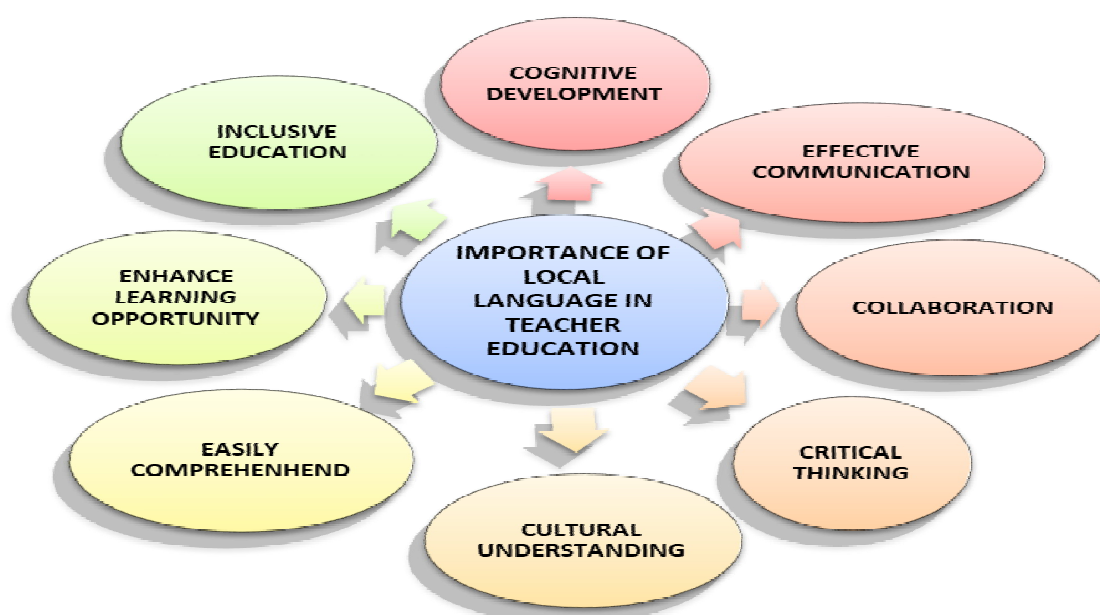 COGNITIVE
DEVELOPMENT
EFFECTIVE
COMMUNICATION
COLLABORATION
CRITICAL
THINKING
CULTURAL
UNDERSTANDING
EASILY
COMPREHENHEND
ENHANCE
LEARNING
OPPORTUNITY
INCLUSIVE
EDUCATION
IMPORTANCE OF
LOCAL
LANGUAGE IN
TEACHER
EDUCATION